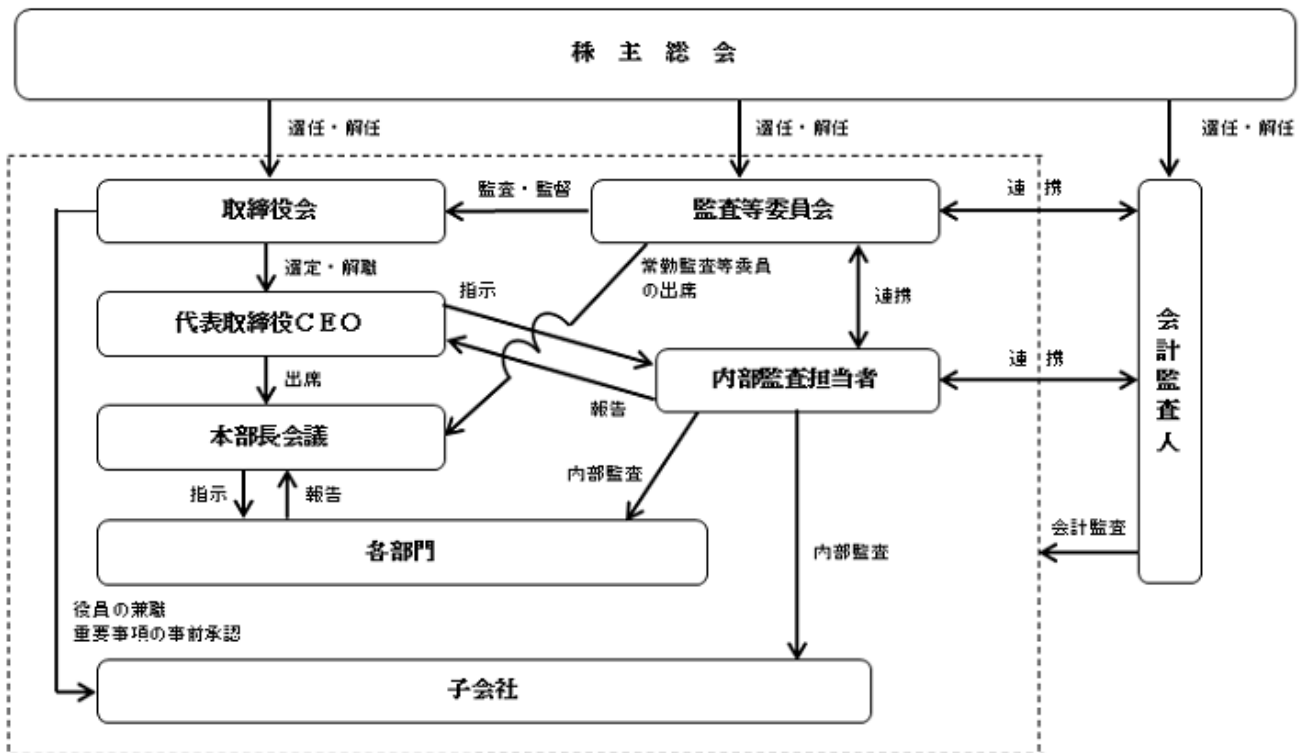 株 主 総 会
選任・解任
選任・解任
選任・解任
取締役会
監査・監督
監査等委員会
連 携
選定・解職
指示
常勤監査等委員
の出席
連携
代表取締役CEO
会計監査人
出席
内部監査担当者
連 携
報告
本部長会議
内部監査
指示
報告
会計監査
各部門
内部監査
役員の兼職
重要事項の事前承認
子会社